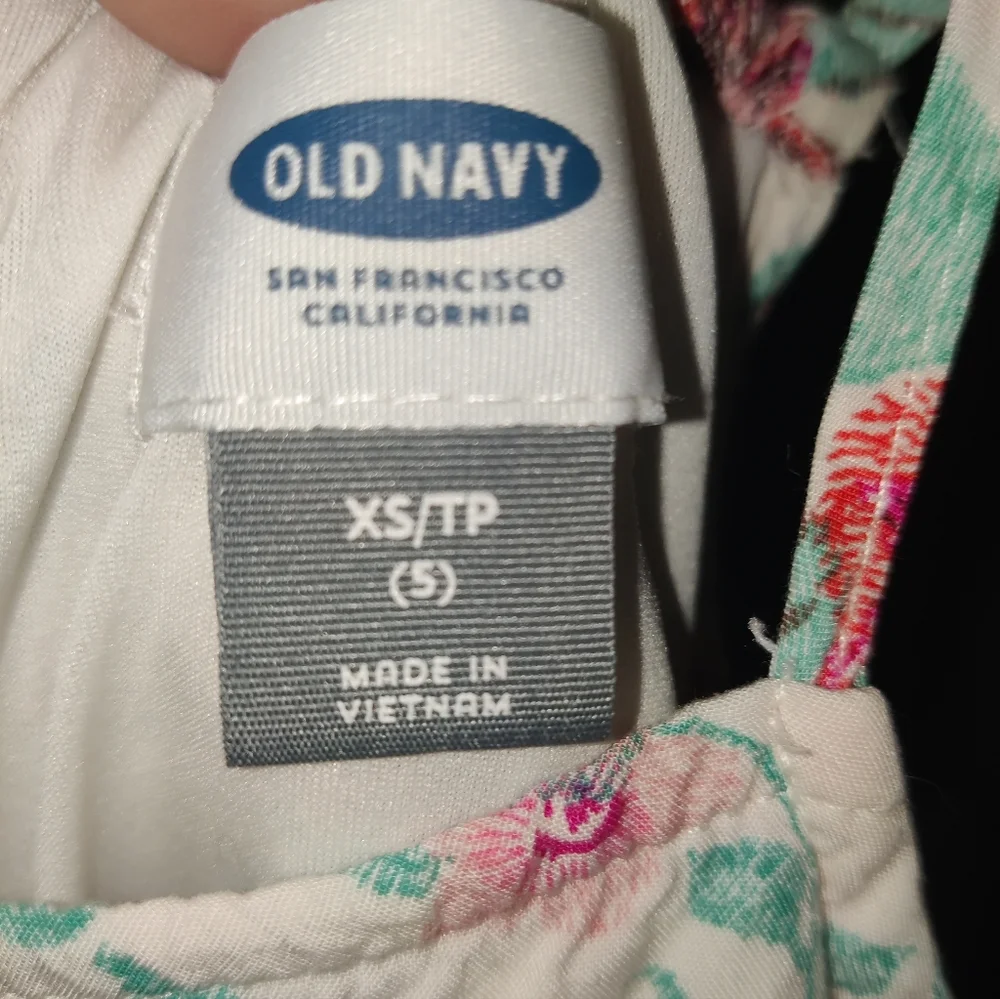 OLD NAVY
SAN FRANCISCO
CALIFORNIA
XS/TP
(5)
MADE IN
VIETNAM